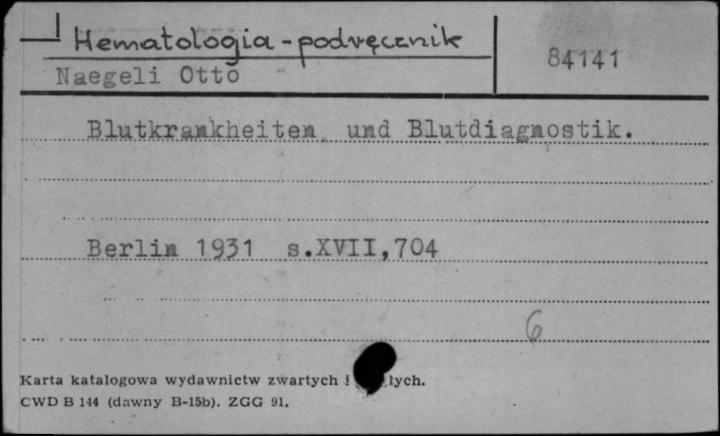 Hematologia - podręcznik
84141
Naegeli Otto
Blutkrankheiten und Blutdiagnostik.
Berlin 1931 s.XVII,704
6
Karta katalogowa wydawnictw zwartych i lych.
CWD B 144 (dawny B-15b). ZGG 91.